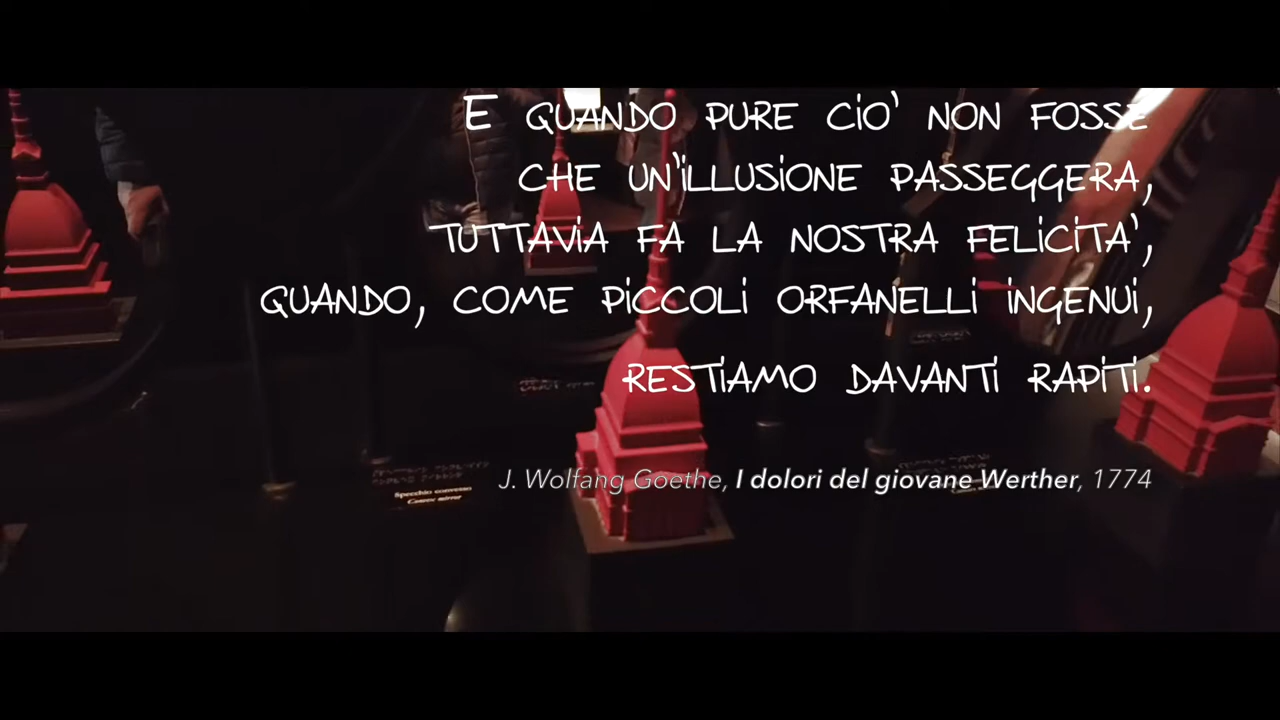 E QUANDO PURE CIO' NON FOSSE
CHE UN'ILLUSIONE PASSEGGERA,
TUTTAVIA FA LA NOSTRA FELICITA',
QUANDO, COME PICCOLI ORFANELLI INGENUI,
RESTIAMO DAVANTI RAPITI.
J. Wolfang Goethe, I dolori del giovane Werther, 1774
Specchio convesso
Convex mirror